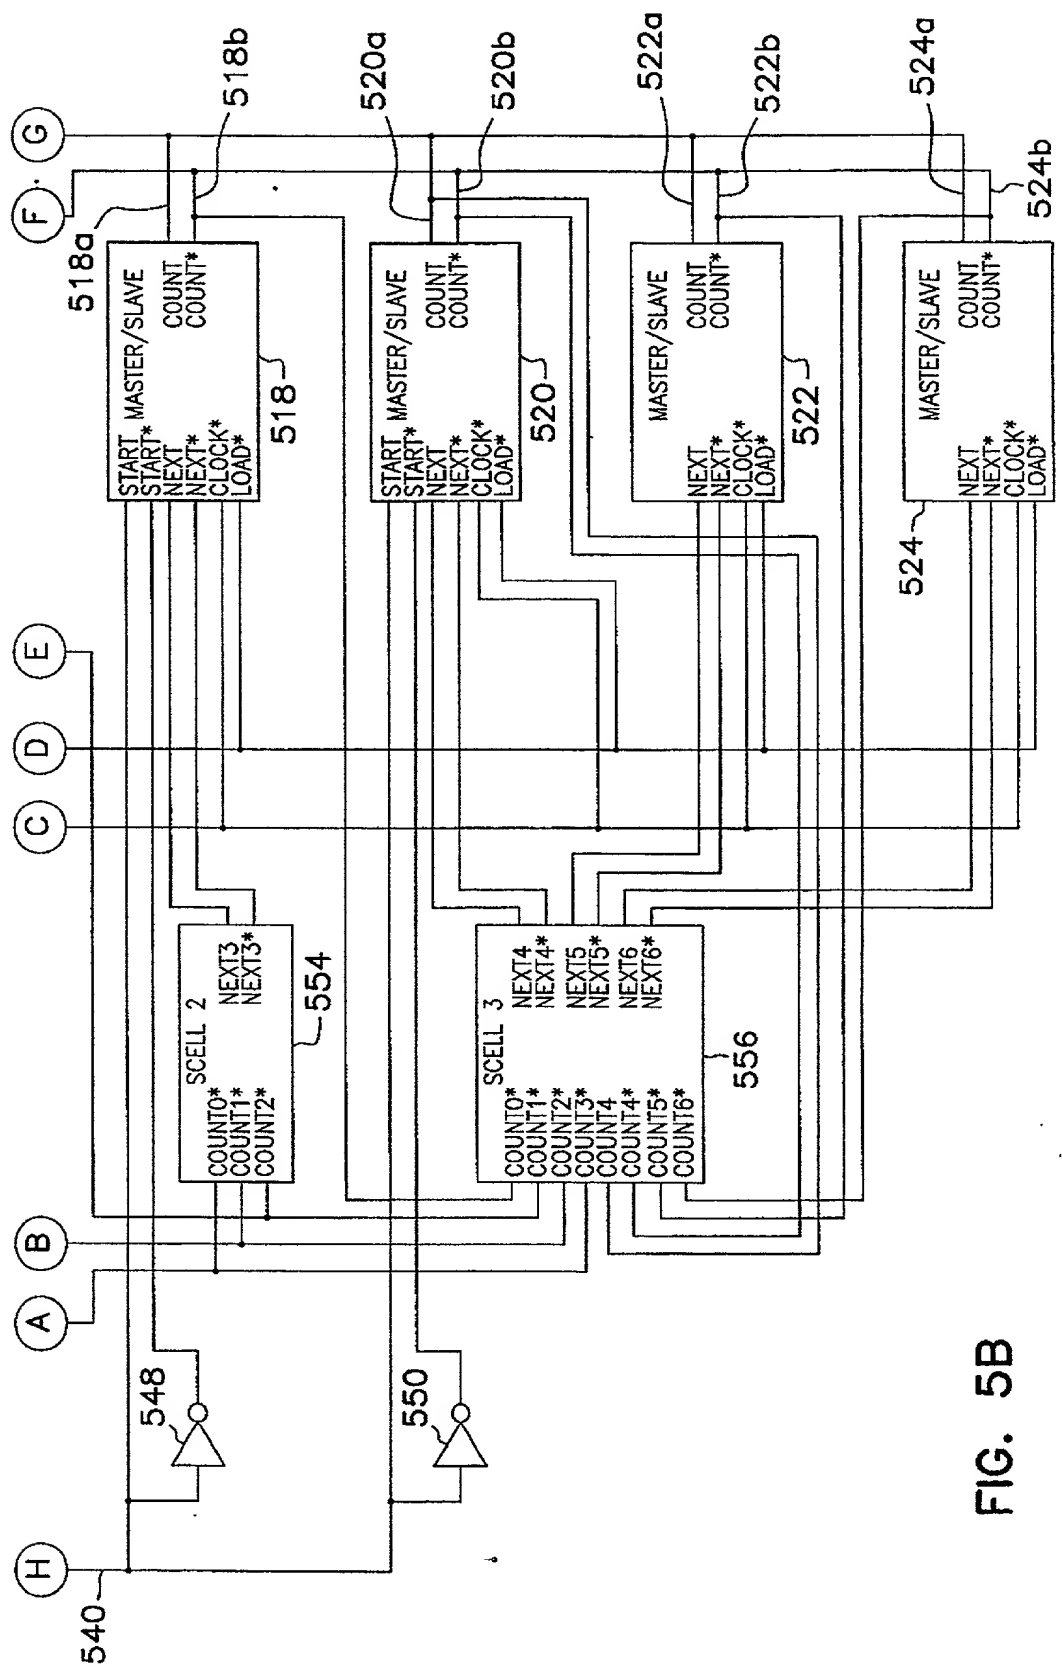 H
A
B
C
D
E
F
G
540
548
550
SCELL 2
COUNT0*
COUNT1*
COUNT2*
NEXT3
NEXT3*
554
SCELL 3
COUNT0*
COUNT1*
COUNT2*
COUNT3*
COUNT4
COUNT4*
COUNT5*
COUNT6*
NEXT4
NEXT4*
NEXT5
NEXT5*
NEXT6
NEXT6*
556
START MASTER/SLAVE
START*
NEXT COUNT
NEXT* COUNT*
CLOCK*
LOAD*
518
518a
518b
START MASTER/SLAVE
START*
NEXT COUNT
NEXT* COUNT*
CLOCK*
LOAD*
520
520a
520b
MASTER/SLAVE
NEXT COUNT
NEXT* COUNT*
CLOCK*
LOAD*
522
522a
522b
MASTER/SLAVE
NEXT COUNT
NEXT* COUNT*
CLOCK*
LOAD*
524
524a
524b
FIG. 5B